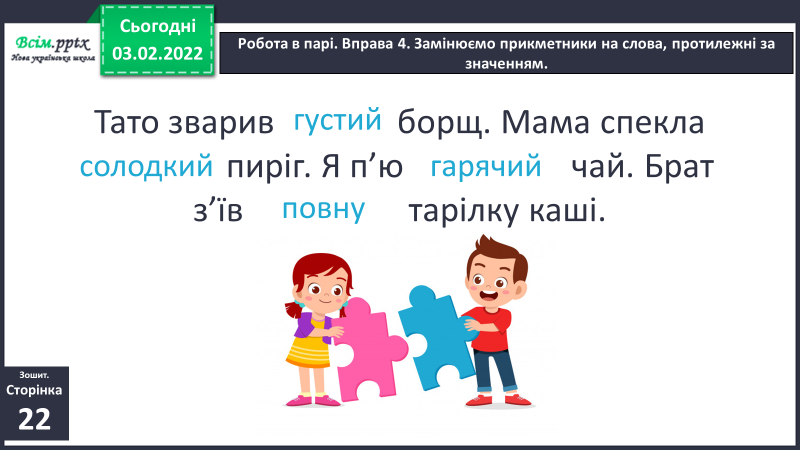 Всім.pptx
Нова українська школа
Сьогодні
03.02.2022
Робота в парі. Вправа 4. Замінюємо прикметники на слова, протилежні за
значенням.
Тато зварив густий борщ. Мама спекла
солодкий пиріг. Я п’ю гарячий чай. Брат
з’їв повну тарілку каші.
Зошит.
Сторінка
22